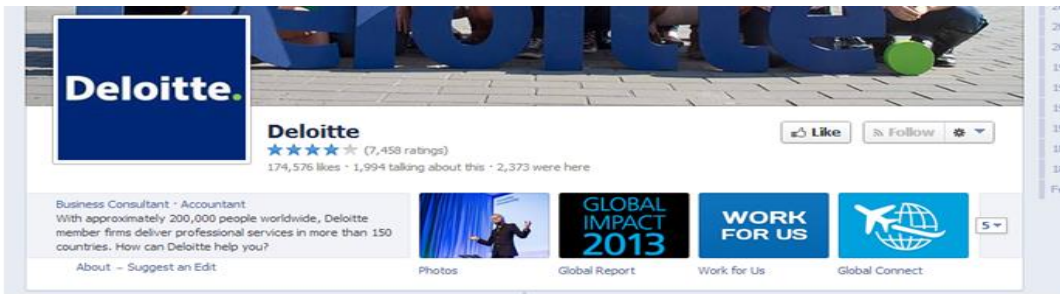 Deloitte.
Deloitte.
Deloitte
(7,458 ratings)
174,576 likes · 1,994 talking about this · 2,373 were here
Like
Follow
Business Consultant · Accountant
With approximately 200,000 people worldwide, Deloitte
member firms deliver professional services in more than 150
countries. How can Deloitte help you?
About – Suggest an Edit
GLOBAL
IMPACT
2013
WORK
FOR US
5
Photos
Global Report
Work for Us
Global Connect